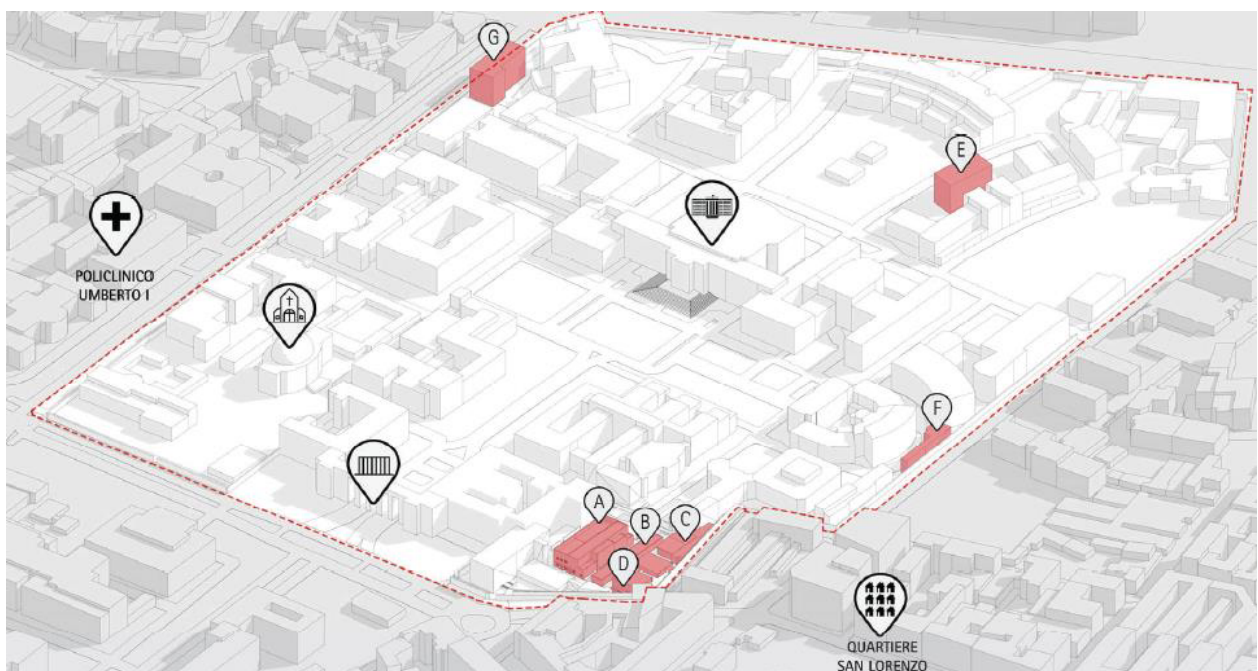 G
E
POLICLINICO
UMBERTO I
F
A
B
C
D
QUARTIERE
SAN LORENZO